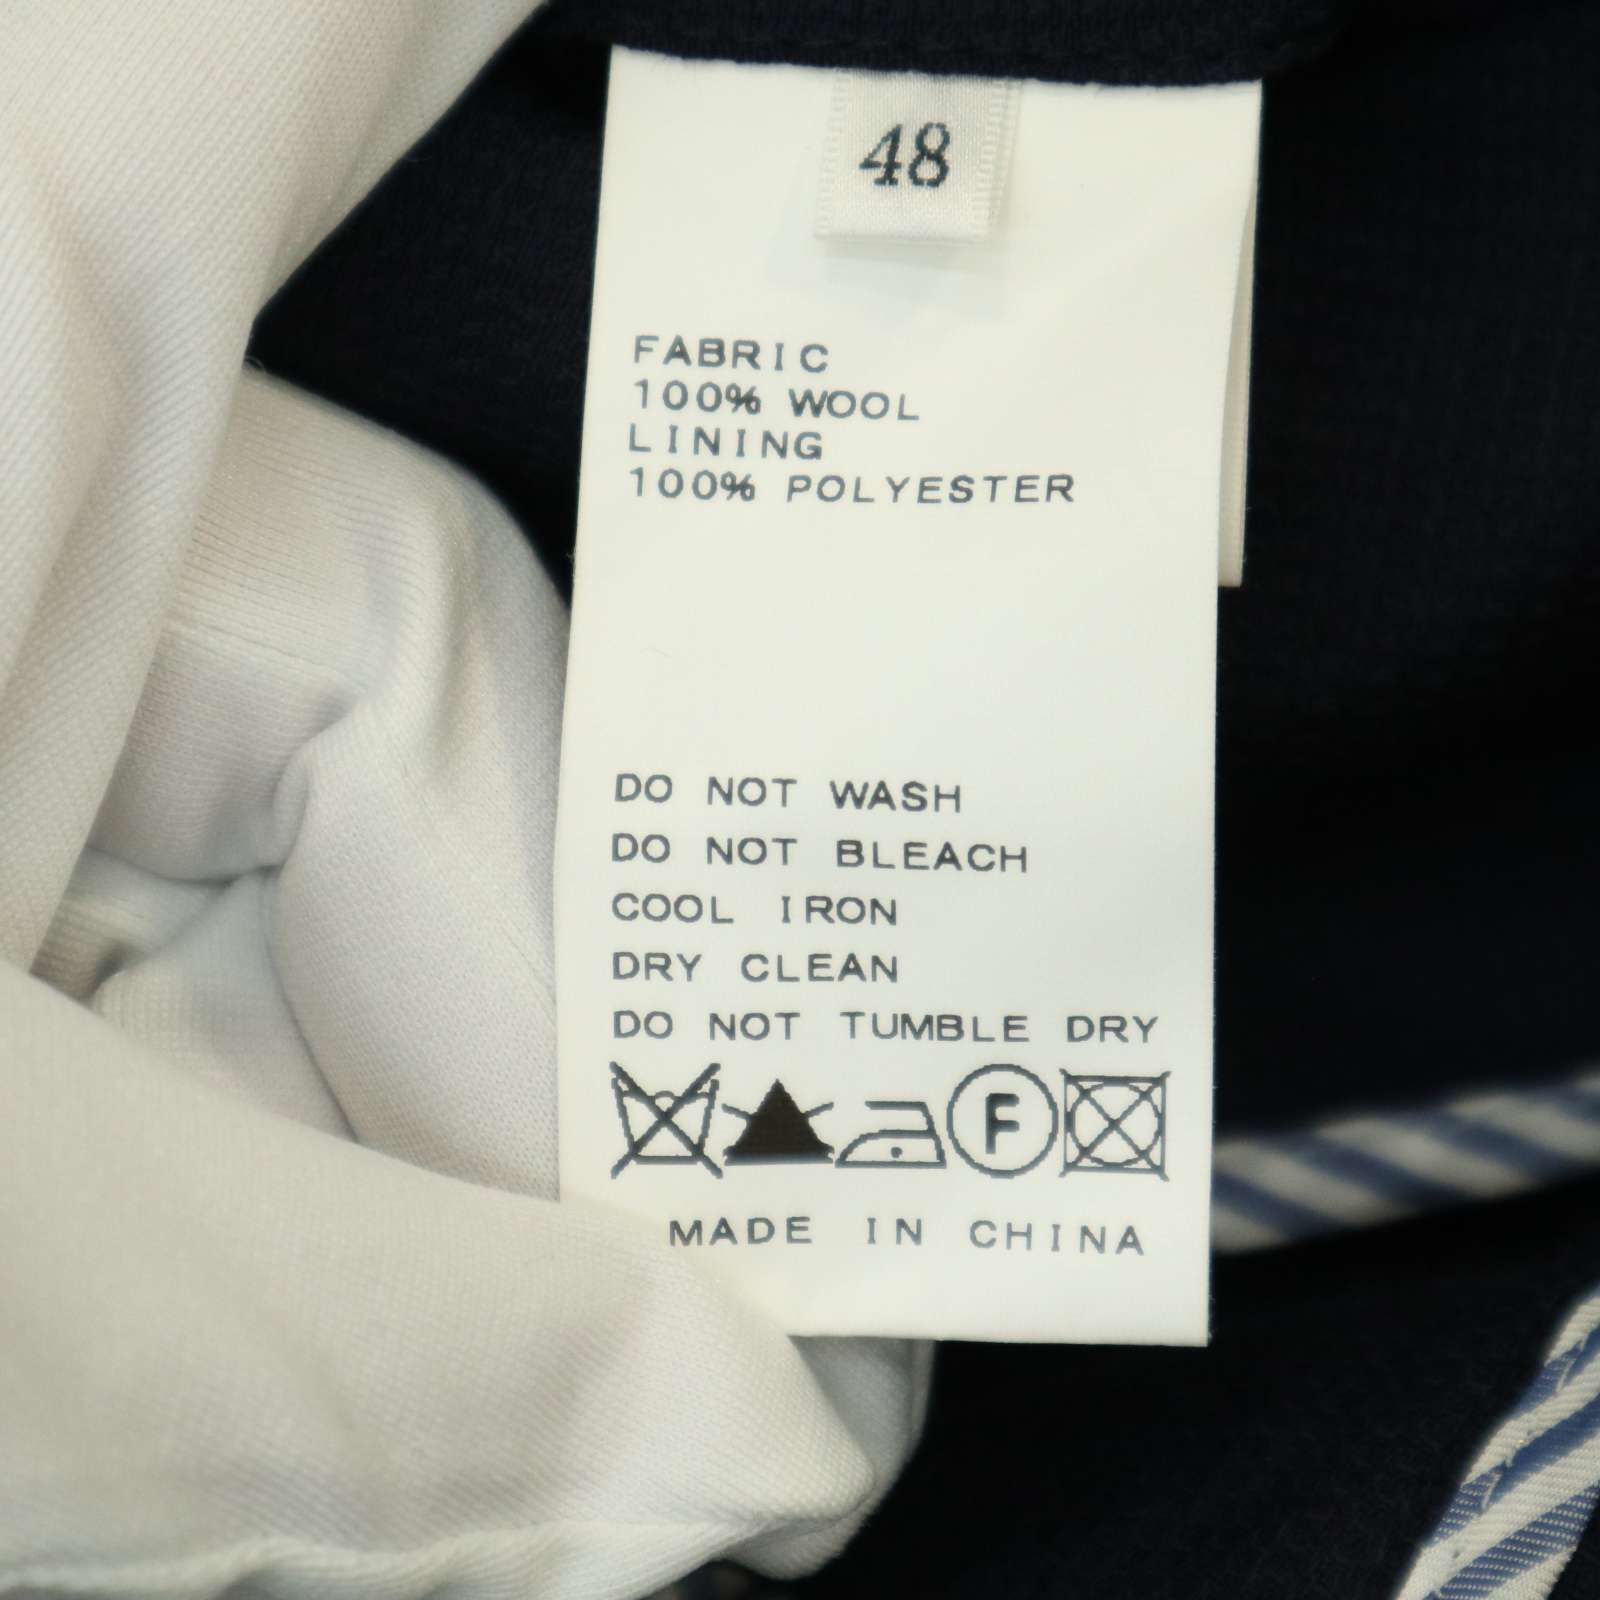 48
FABRIC
100% WOOL
LINING
100% POLYESTER
DO NOT WASH
DO NOT BLEACH
COOL IRON
DRY CLEAN
DO NOT TUMBLE DRY
F
MADE IN CHINA